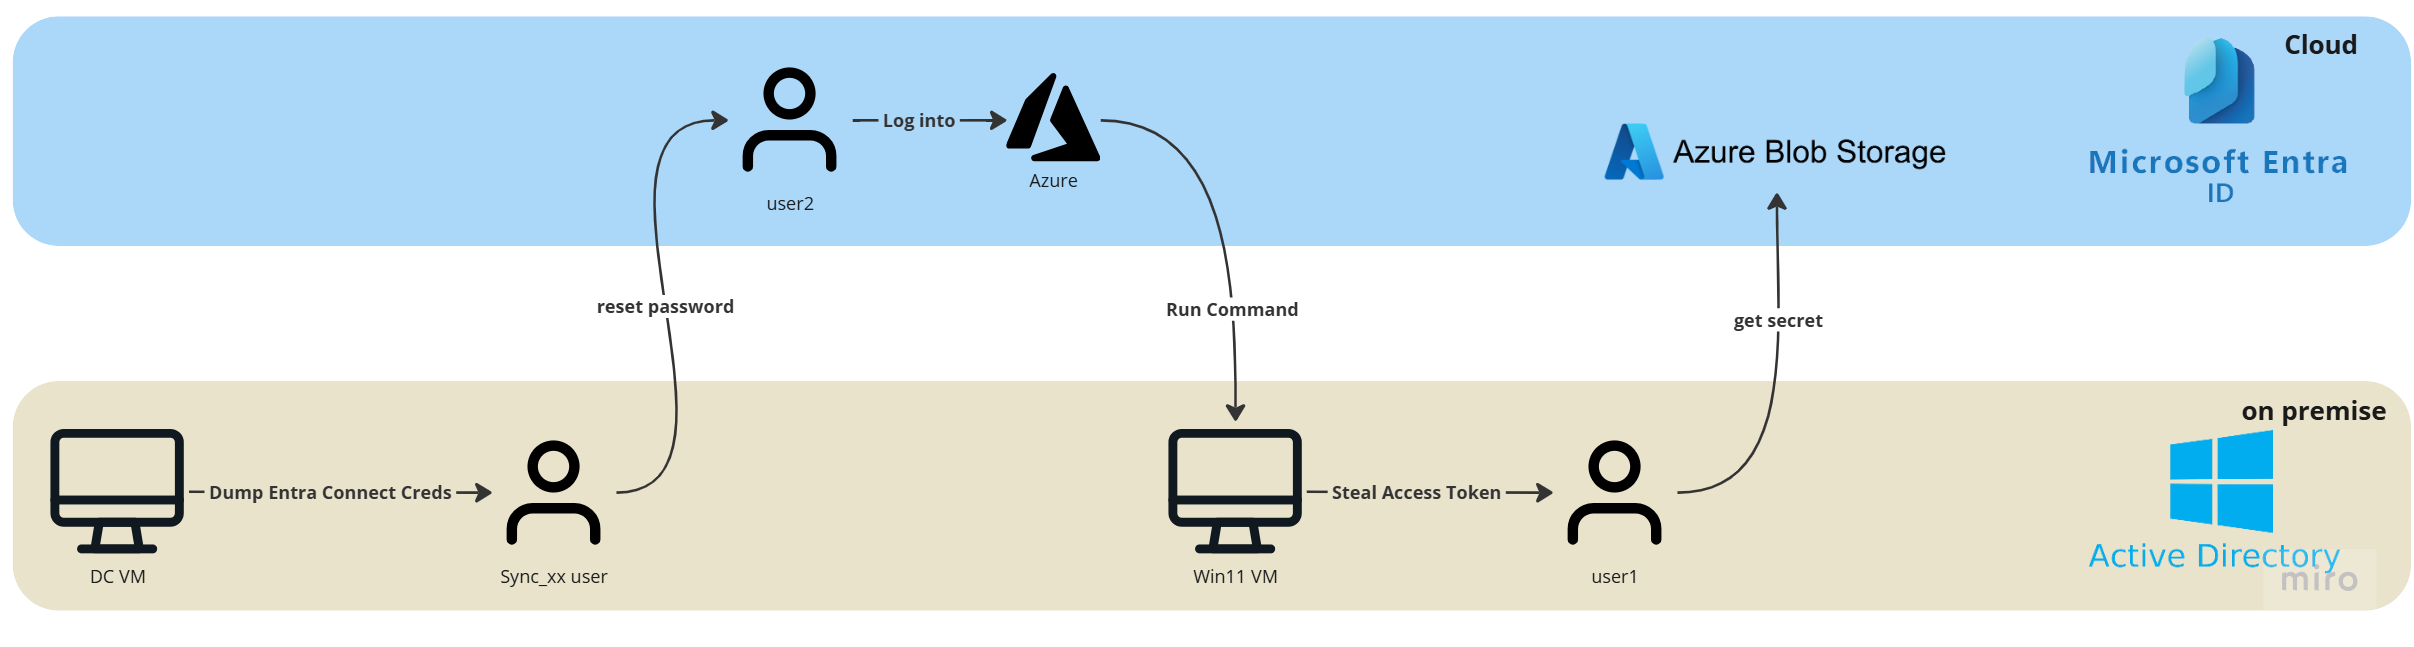 Cloud
Log into
Azure
user2
Azure Blob Storage
Microsoft Entra
ID
reset password
Run Command
get secret
on premise
Dump Entra Connect Creds
Steal Access Token
DC VM
Sync_xx user
Win11 VM
user1
Active Directory
miro